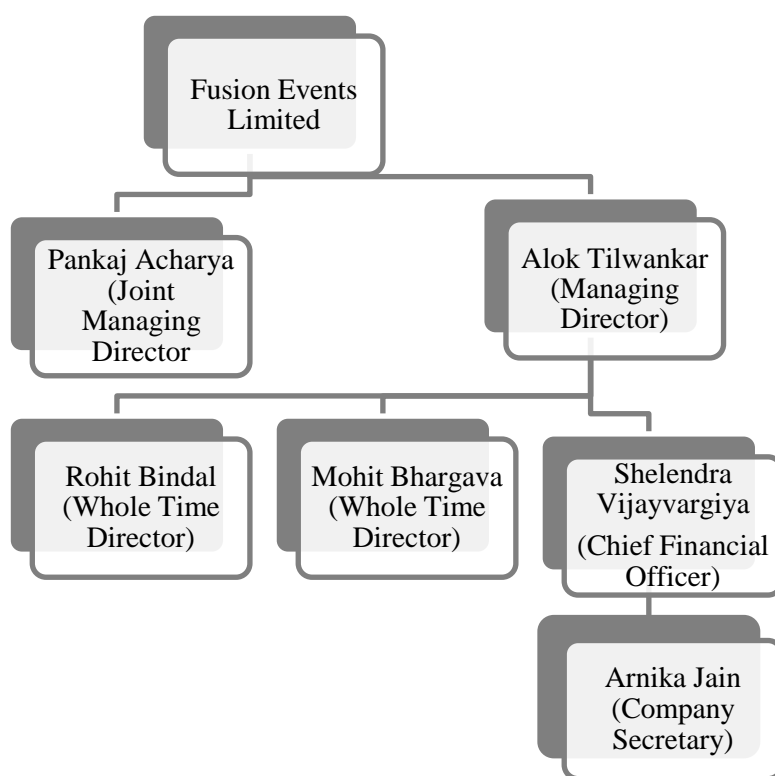 Fusion Events
Limited
Pankaj Acharya
(Joint
Managing
Director
Alok Tilwankar
(Managing
Director)
Rohit Bindal
(Whole Time
Director)
Mohit Bhargava
(Whole Time
Director)
Shelendra
Vijayvargiya
(Chief Financial
Officer)
Arnika Jain
(Company
Secretary)